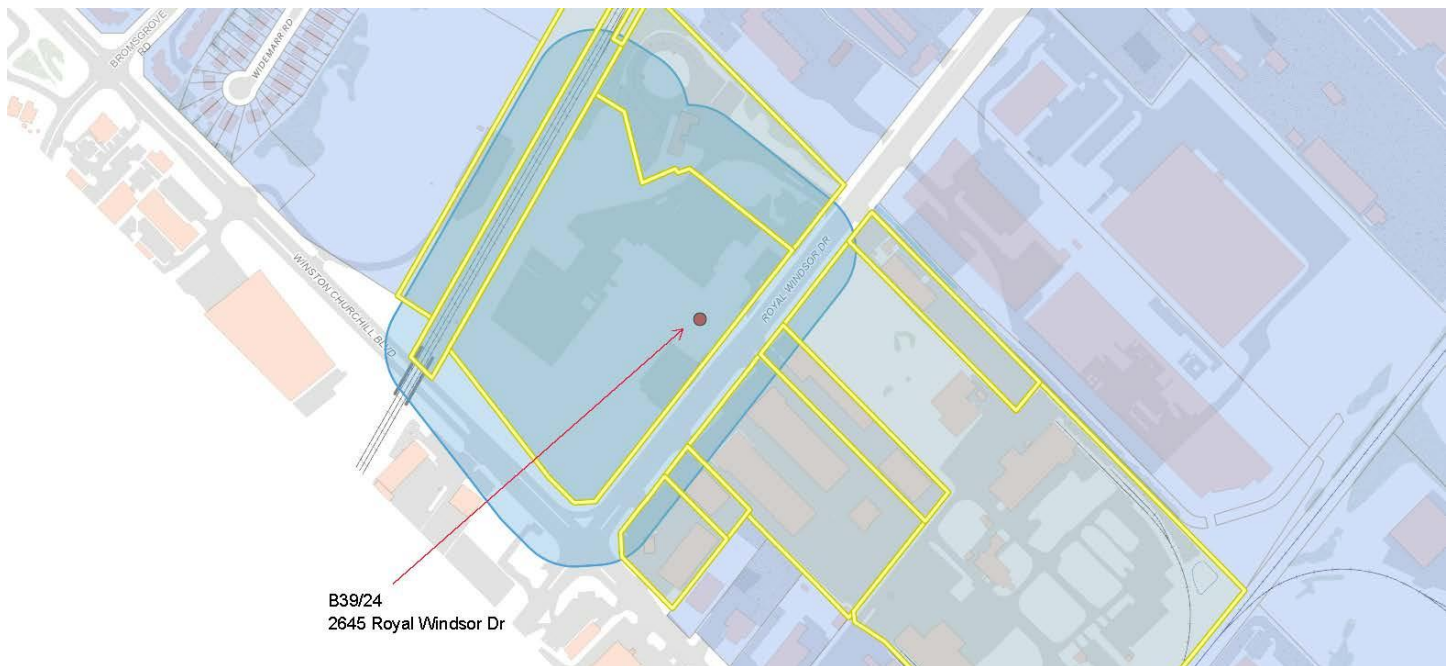 BROMSGROVE
RD
WIDEMARR RD
WINSTON CHURCHILL BLVD
ROYAL WINDSOR DR
B39/24
2645 Royal Windsor Dr